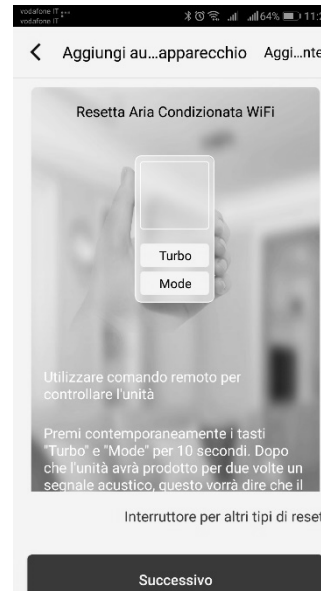 vodafone IT
vodafone IT
64% 11:2
Aggiungi au...apparecchio Aggi...nte
Resetta Aria Condizionata WiFi
Turbo
Mode
Utilizzare comando remoto per
controllare l'unità
Premi contemporaneamente i tasti
"Turbo" e "Mode" per 10 secondi. Dopo
che l'unità avrà prodotto per due volte un
segnale acustico, questo vorrà dire che il
Interruttore per altri tipi di reset
Successivo